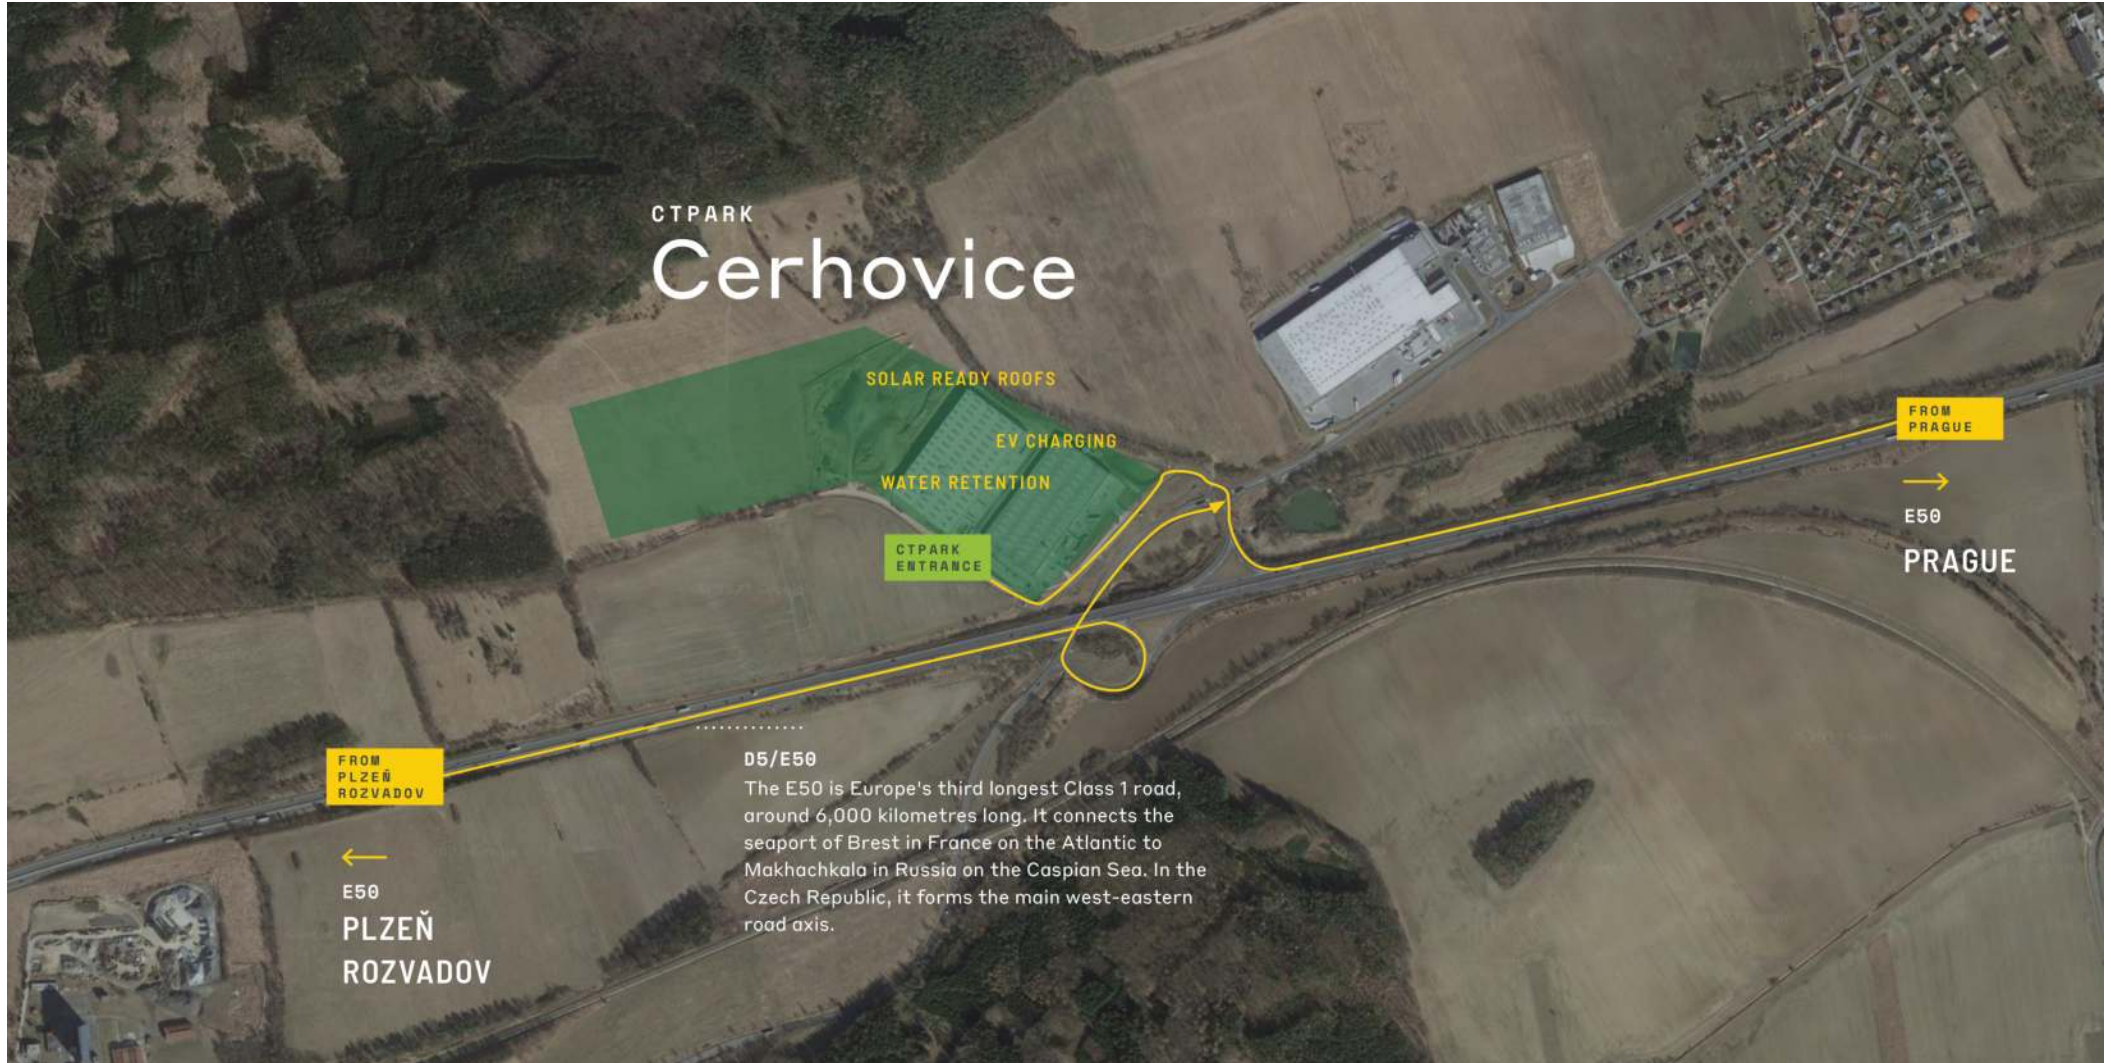 CTPARK
Cerhovice
SOLAR READY ROOFS
EV CHARGING
WATER RETENTION
CTPARK
ENTRANCE
FROM
PRAGUE
E50
PRAGUE
FROM
PLZEŇ
ROZVADOV
E50
PLZEŇ
ROZVADOV
D5/E50
The E50 is Europe's third longest Class 1 road,
around 6,000 kilometres long. It connects the
seaport of Brest in France on the Atlantic to
Makhachkala in Russia on the Caspian Sea. In the
Czech Republic, it forms the main west-eastern
road axis.